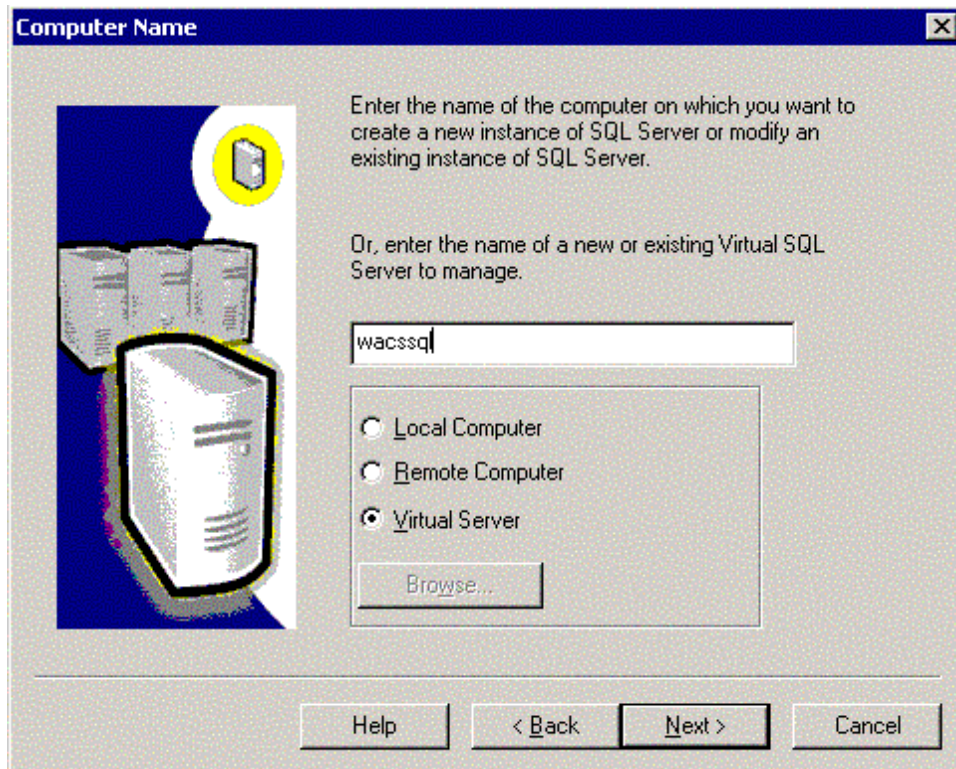 Computer Name
Enter the name of the computer on which you want to
create a new instance of SQL Server or modify an
existing instance of SQL Server.
Or, enter the name of a new or existing Virtual SQL
Server to manage.
wacssql
Local Computer
Remote Computer
Virtual Server
Browse...
Help
< Back
Next >
Cancel